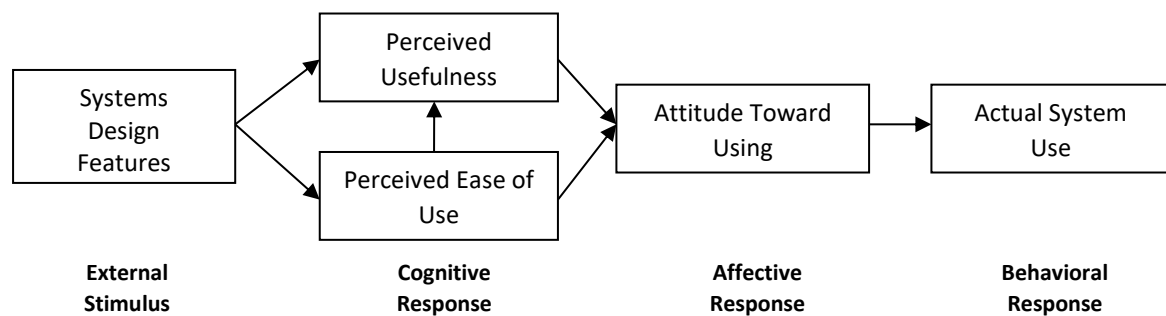 Systems
Design
Features
Perceived
Usefulness
Perceived Ease of
Use
Attitude Toward
Using
Actual System
Use
External
Stimulus
Cognitive
Response
Affective
Response
Behavioral
Response